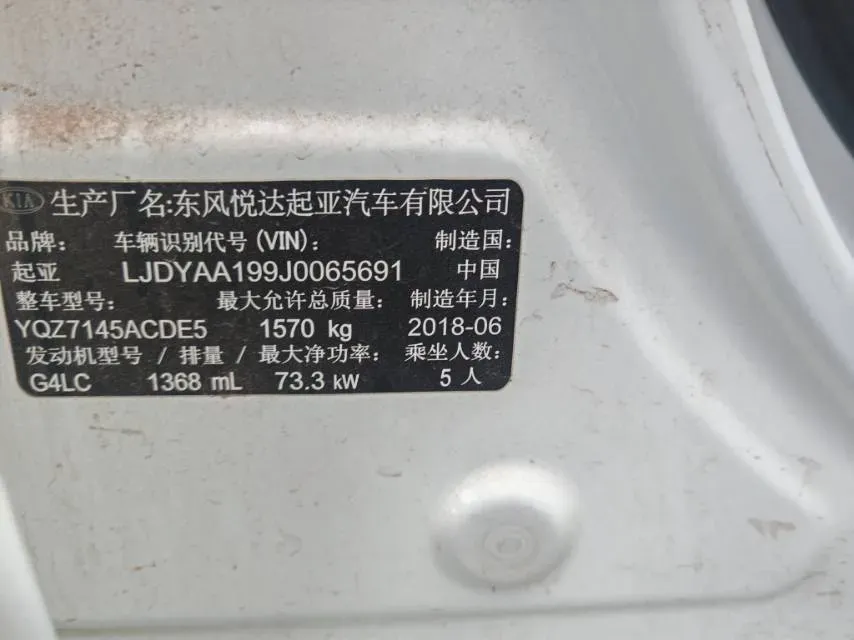 KIA 生产厂名:东风悦达起亚汽车有限公司
品牌: 车辆识别代号(VIN): 制造国:
起亚 LJDYAA199J0065691 中国
整车型号: 最大允许总质量: 制造年月:
YQZ7145ACDE5 1570 kg 2018-06
发动机型号 / 排量 / 最大净功率: 乘坐人数:
G4LC 1368 mL 73.3 kW 5 人